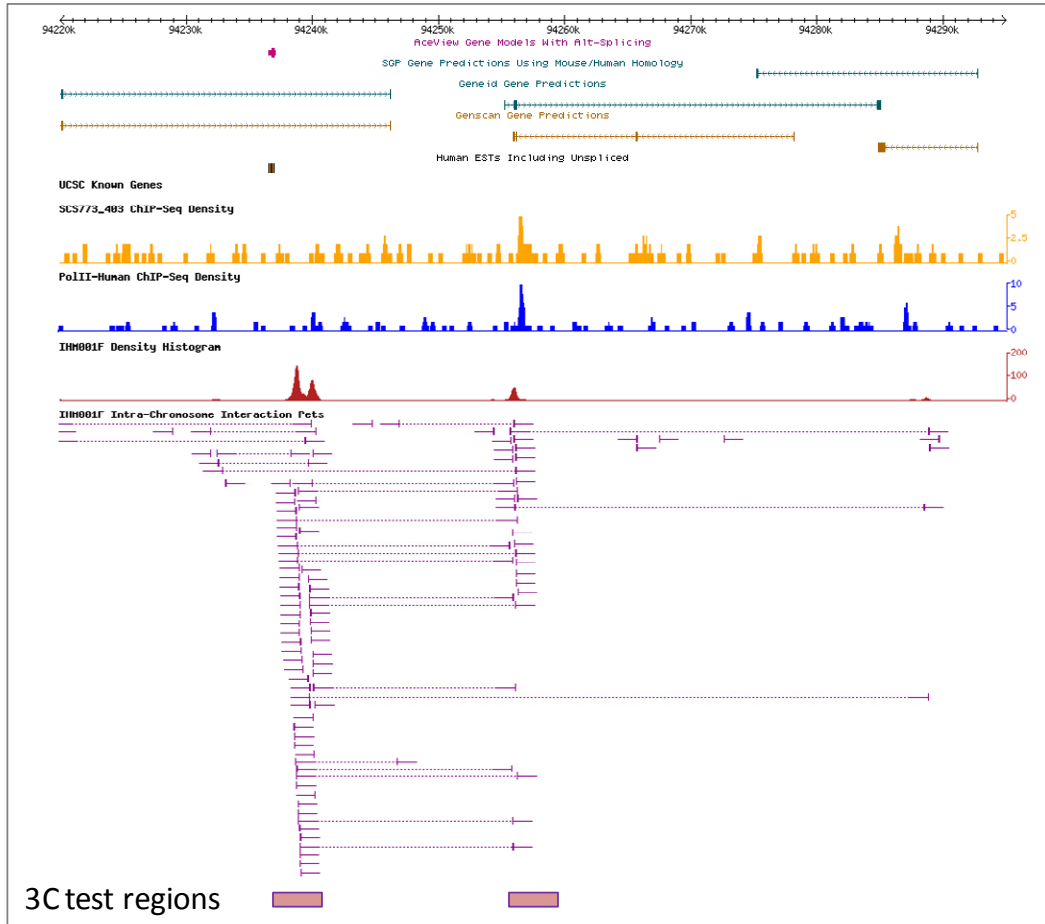 94220k 94230k 94240k 94250k 94260k 94270k 94280k 94290k
AceView Gene Models With Alt-Splicing
SGP Gene Predictions Using Mouse/Human Homology
Geneid Gene Predictions
Genscan Gene Predictions
Human ESTs Including Unspliced
UCSC Known Genes
SCS773_403 ChIP-Seq Density
5
2.5
0
PolII-Human ChIP-Seq Density
10
5
0
IHM001F Density Histogram
200
100
0
IHM001F Intra-Chromosome Interaction Pets
3C test regions